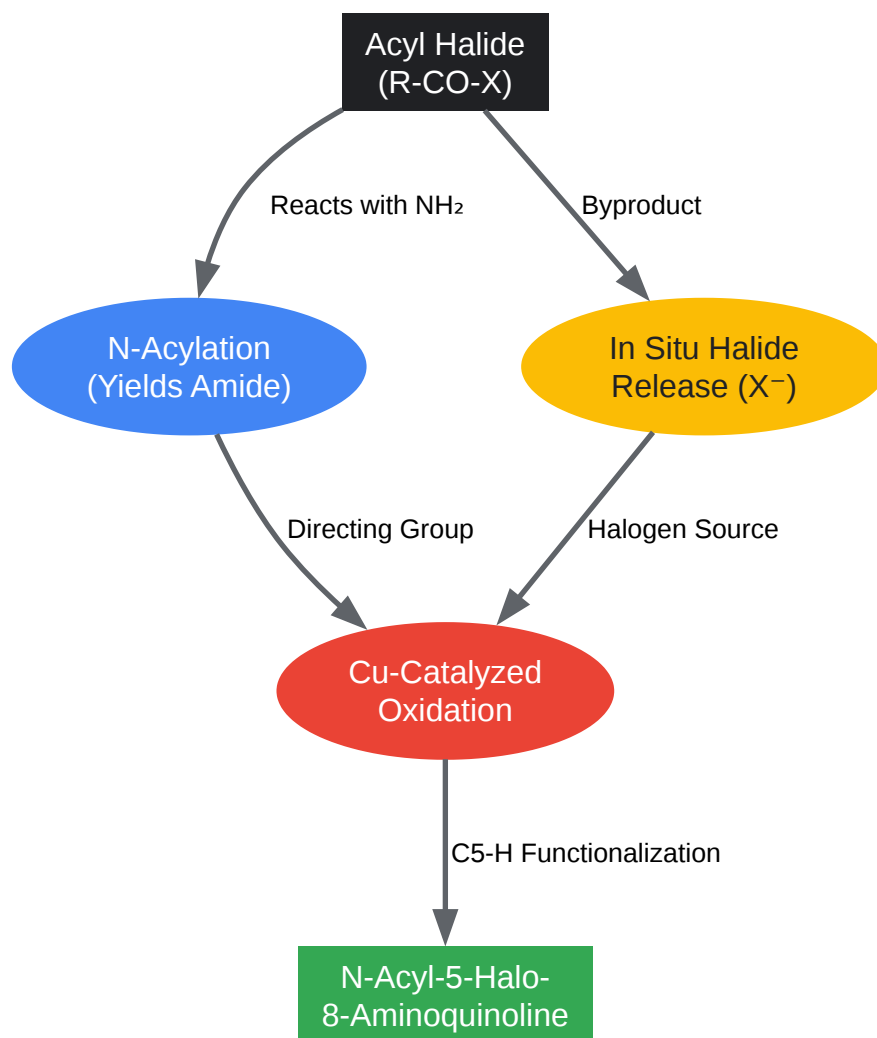 Acyl Halide
(R-CO-X)
Reacts with NH₂
Byproduct
N-Acylation
(Yields Amide)
In Situ Halide
Release (X⁻)
Directing Group
Halogen Source
Cu-Catalyzed
Oxidation
C5-H Functionalization
N-Acyl-5-Halo-
8-Aminoquinoline